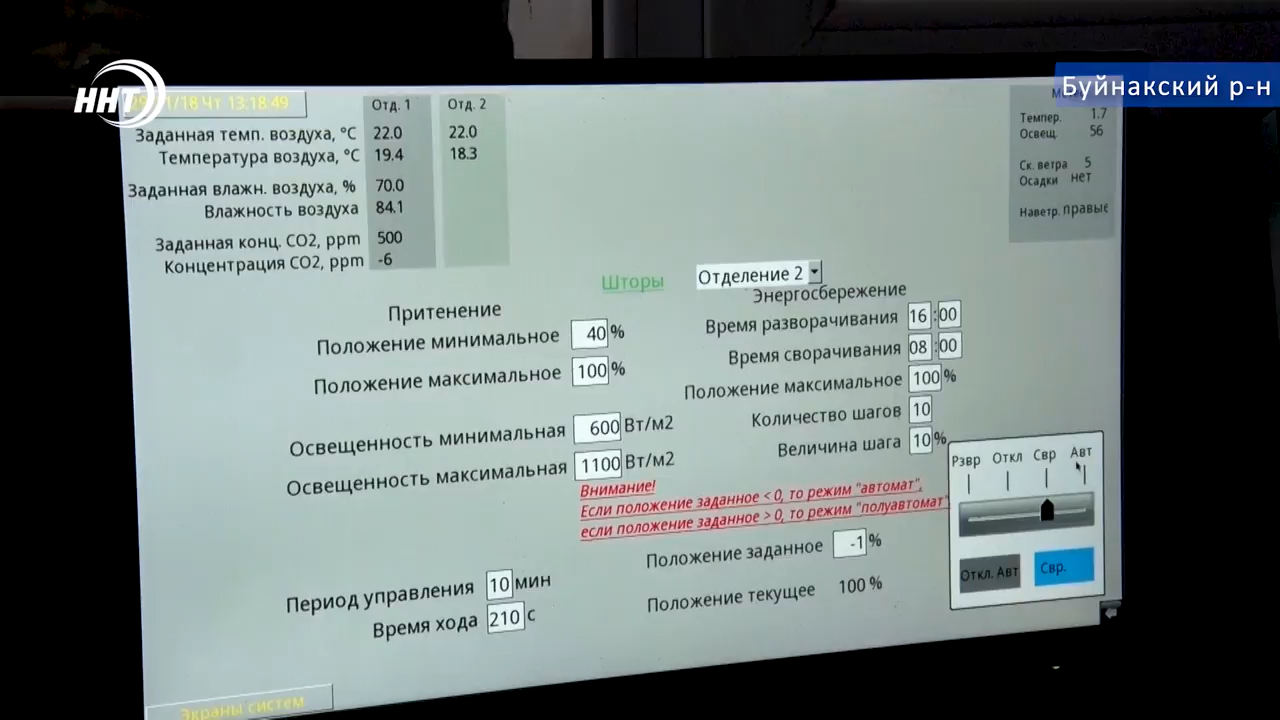 ННТ
Буйнакский р-н
/18 Чт 13:18:49
Отд. 1 Отд. 2
Заданная темп. воздуха, °C 22.0 22.0
Температура воздуха, °C 19.4 18.3
Заданная влажн. воздуха, % 70.0
Влажность воздуха 84.1
Заданная конц. CO2, ppm 500
Концентрация CO2, ppm -6
Темпер. 1.7
Освещ. 56
Ск. ветра 5
Осадки нет
Наветр. правые
Шторы Отделение 2
Притенение
Положение минимальное 40 %
Положение максимальное 100 %
Освещенность минимальная 600 Вт/м2
Освещенность максимальная 1100 Вт/м2
Энергосбережение
Время разворачивания 16 : 00
Время сворачивания 08 : 00
Положение максимальное 100 %
Количество шагов 10
Величина шага 10 %
Внимание!
Если положение заданное < 0, то режим "автомат",
если положение заданное > 0, то режим "полуавтомат"
Положение заданное -1 %
Положение текущее 100 %
Период управления 10 мин
Время хода 210 с
Рзвр Откл Свр Авт
Откл. Авт Свр.
Экраны систем